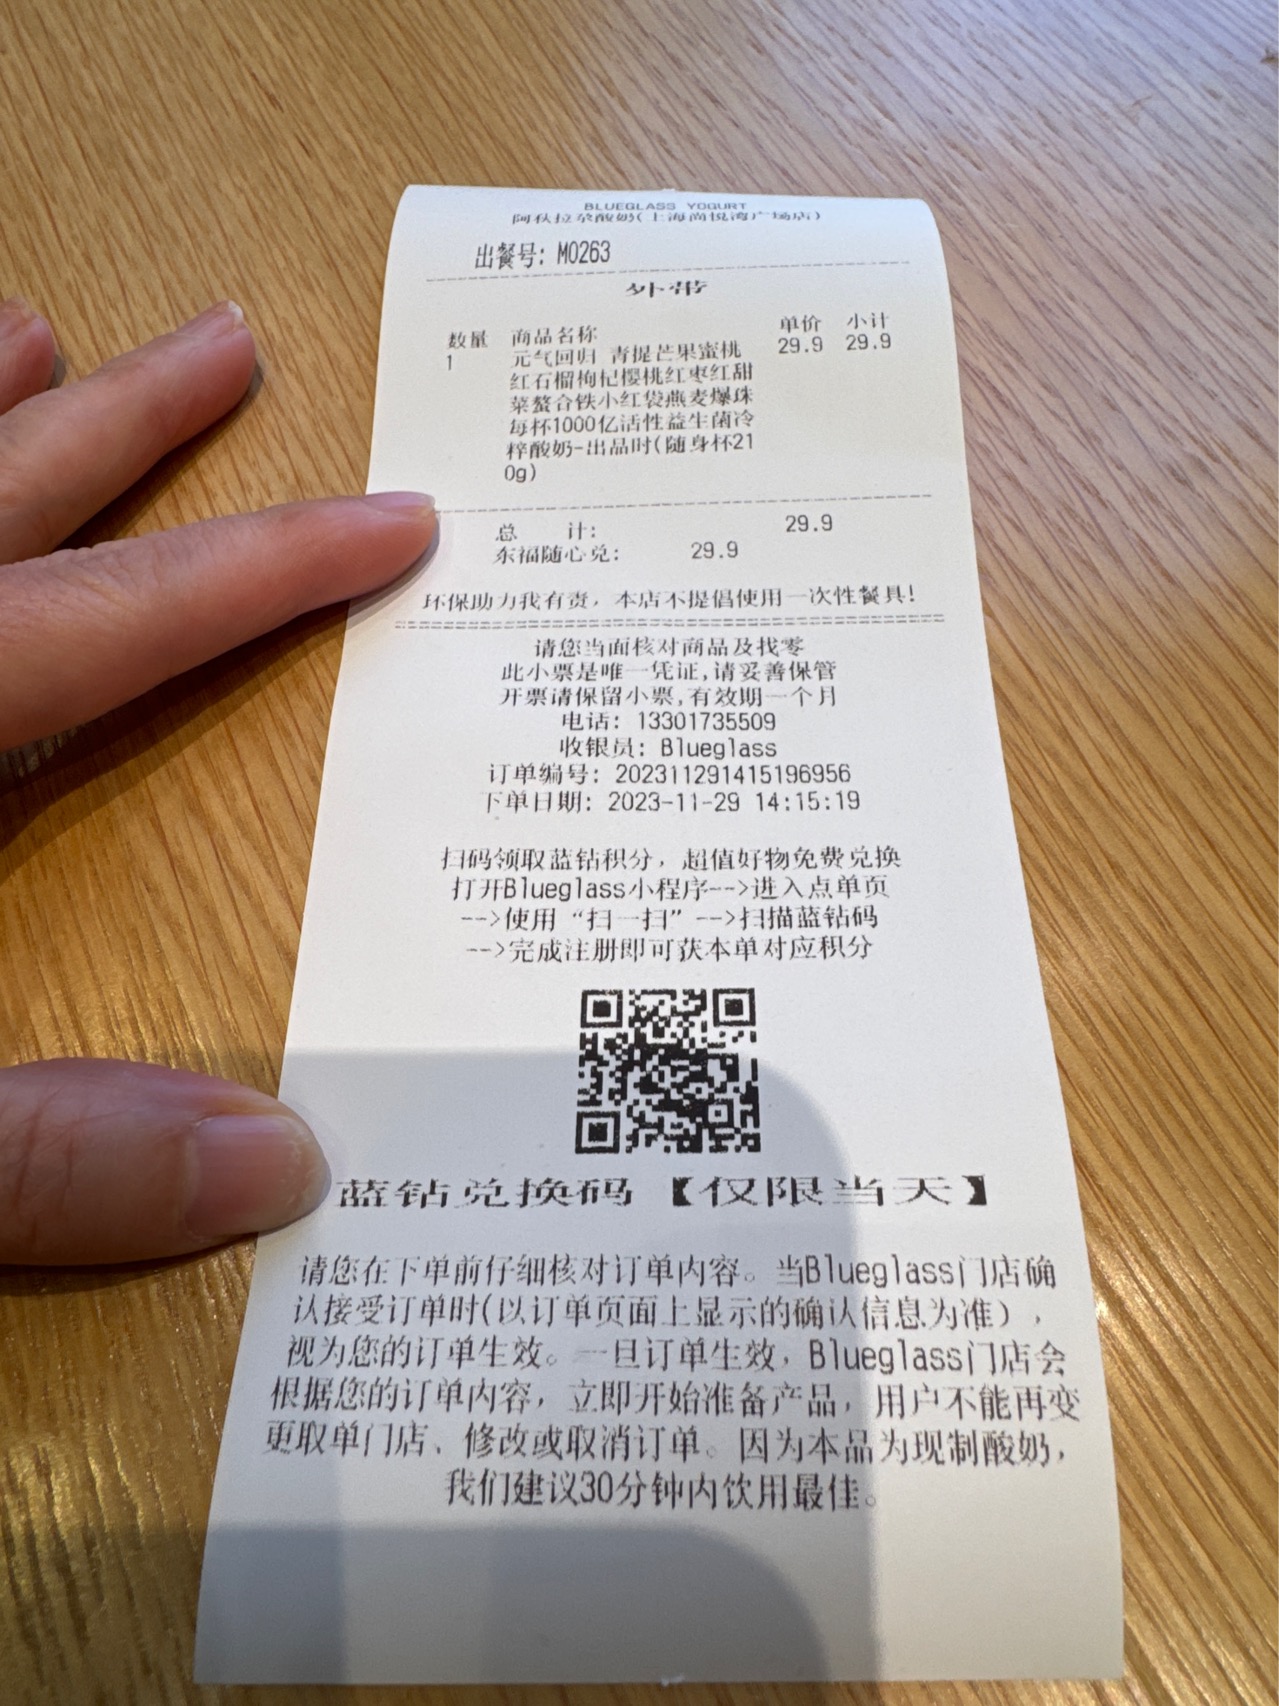 BLUEGLASS YOGURT
阿秋拉尕酸奶(上海尚悦湾广场店)
出餐号: M0263
外带
数量 商品名称 单价 小计
1 元气回归 青提芒果蜜桃 29.9 29.9
红石榴枸杞樱桃红枣红甜
菜螯合铁小红袋燕麦爆珠
每杯1000亿活性益生菌冷
粹酸奶-出品时(随身杯21
0g)
总 计: 29.9
东福随心兑: 29.9
环保助力我有责，本店不提倡使用一次性餐具!
请您当面核对商品及找零
此小票是唯一凭证,请妥善保管
开票请保留小票,有效期一个月
电话: 13301735509
收银员: Blueglass
订单编号: 202311291415196956
下单日期: 2023-11-29 14:15:19
扫码领取蓝钻积分，超值好物免费兑换
打开Blueglass小程序-->进入点单页
-->使用“扫一扫”-->扫描蓝钻码
-->完成注册即可获本单对应积分
蓝钻兑换码【仅限当天】
请您在下单前仔细核对订单内容。当Blueglass门店确
认接受订单时(以订单页面上显示的确认信息为准)，
视为您的订单生效。一旦订单生效，Blueglass门店会
根据您的订单内容，立即开始准备产品，用户不能再变
更取单门店、修改或取消订单。因为本品为现制酸奶，
我们建议30分钟内饮用最佳。